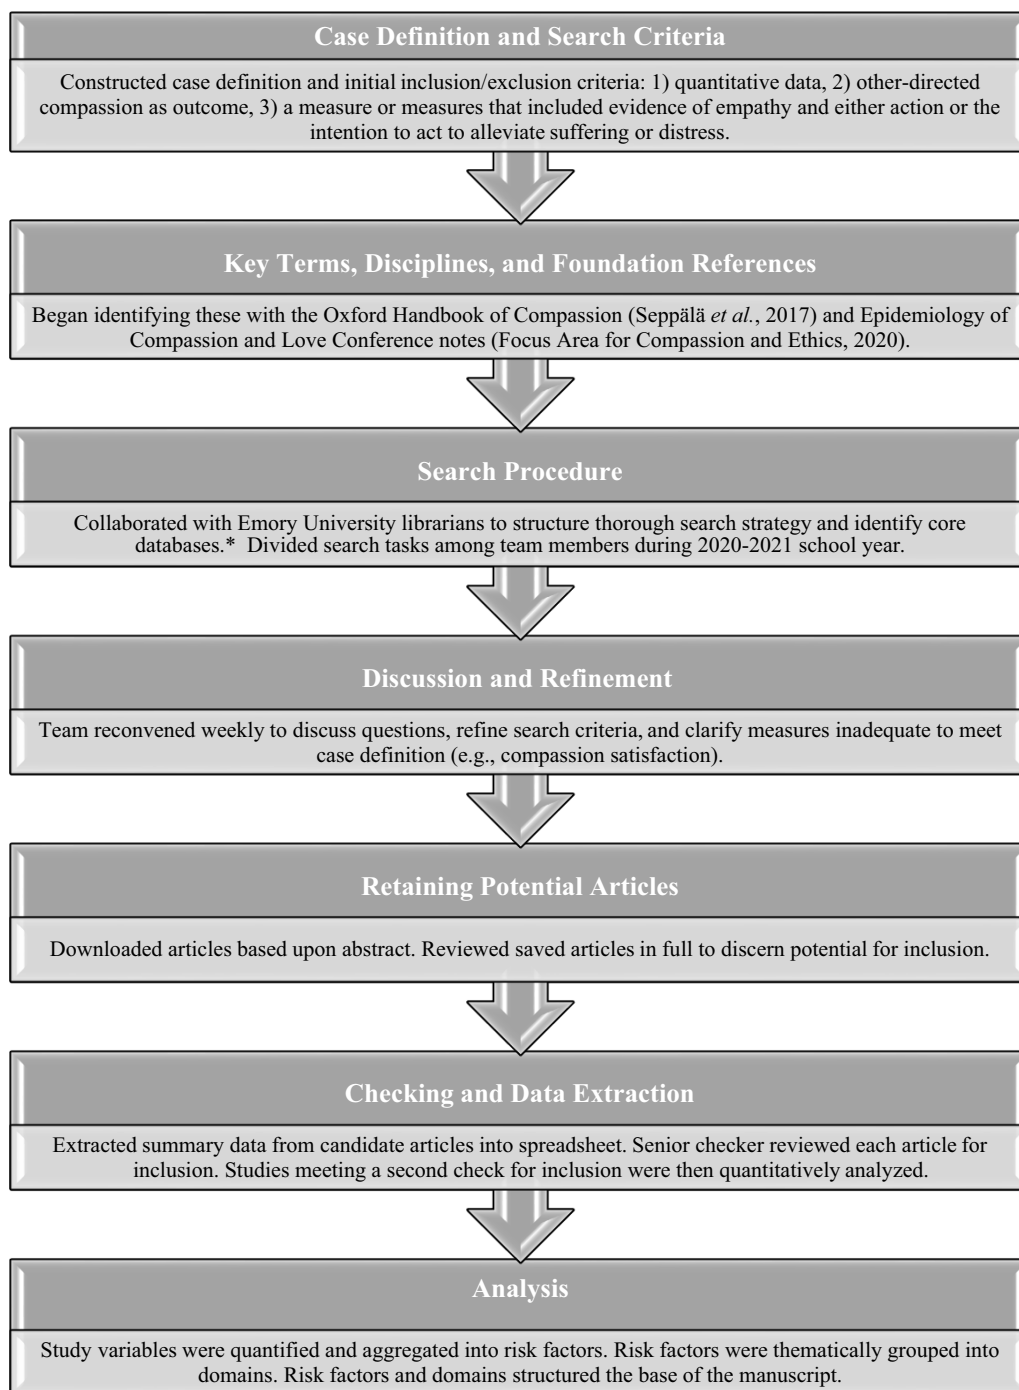 Case Definition and Search Criteria
Constructed case definition and initial inclusion/exclusion criteria: 1) quantitative data, 2) other-directed
compassion as outcome, 3) a measure or measures that included evidence of empathy and either action or the
intention to act to alleviate suffering or distress.
Key Terms, Disciplines, and Foundation References
Began identifying these with the Oxford Handbook of Compassion (Seppälä et al., 2017) and Epidemiology of
Compassion and Love Conference notes (Focus Area for Compassion and Ethics, 2020).
Search Procedure
Collaborated with Emory University librarians to structure thorough search strategy and identify core
databases.* Divided search tasks among team members during 2020-2021 school year.
Discussion and Refinement
Team reconvened weekly to discuss questions, refine search criteria, and clarify measures inadequate to meet
case definition (e.g., compassion satisfaction).
Retaining Potential Articles
Downloaded articles based upon abstract. Reviewed saved articles in full to discern potential for inclusion.
Checking and Data Extraction
Extracted summary data from candidate articles into spreadsheet. Senior checker reviewed each article for
inclusion. Studies meeting a second check for inclusion were then quantitatively analyzed.
Analysis
Study variables were quantified and aggregated into risk factors. Risk factors were thematically grouped into
domains. Risk factors and domains structured the base of the manuscript.